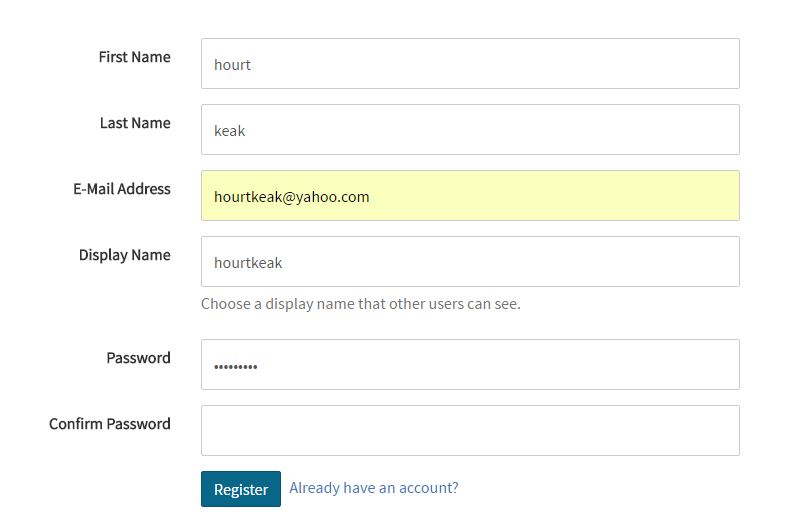 First Name
hourt
Last Name
keak
E-Mail Address
hourtkeak@yahoo.com
Display Name
hourtkeak
Choose a display name that other users can see.
Password
•••••••••
Confirm Password
Register Already have an account?